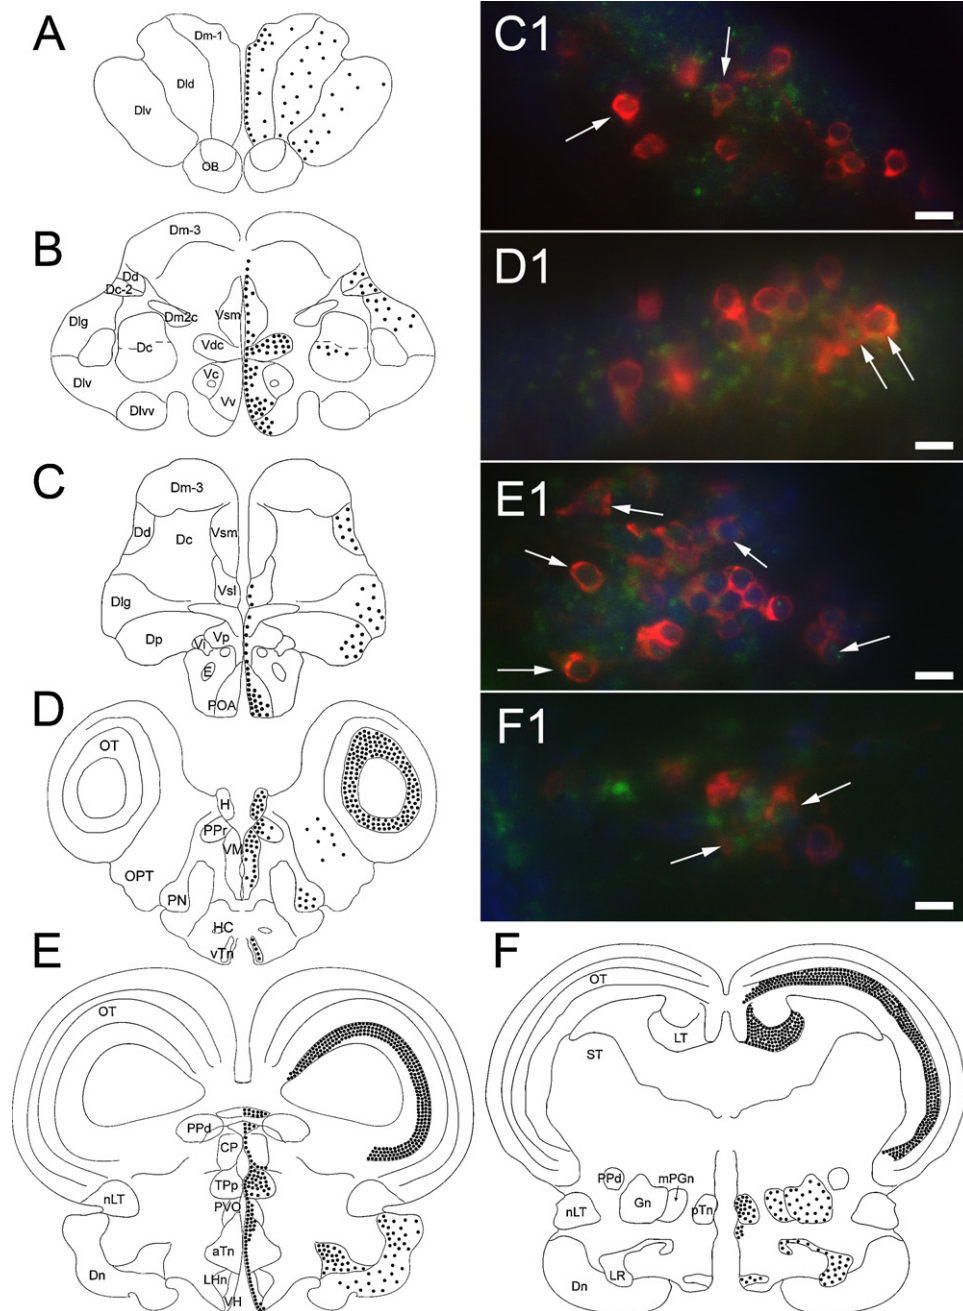 A
Dm-1
Dld
Dlv
OB
B
Dm-3
Dd
Dc-2
Dlg
Dm2c
Vsm
Dc
Vdc
Dlv
Vc
Vv
Dlvv
C
Dm-3
Dd
Dc
Vsm
Vsl
Dlg
Dp
Vi
Vp
E
POA
D
OT
H
PPr
VM
OPT
PN
HC
vTn
E
OT
PPd
CP
TPp
nLT
PVO
aTn
Dn
LHn
VH
C1
D1
E1
F1
F
OT
LT
ST
PPd
mPGn
Gn
pTn
nLT
LR
Dn